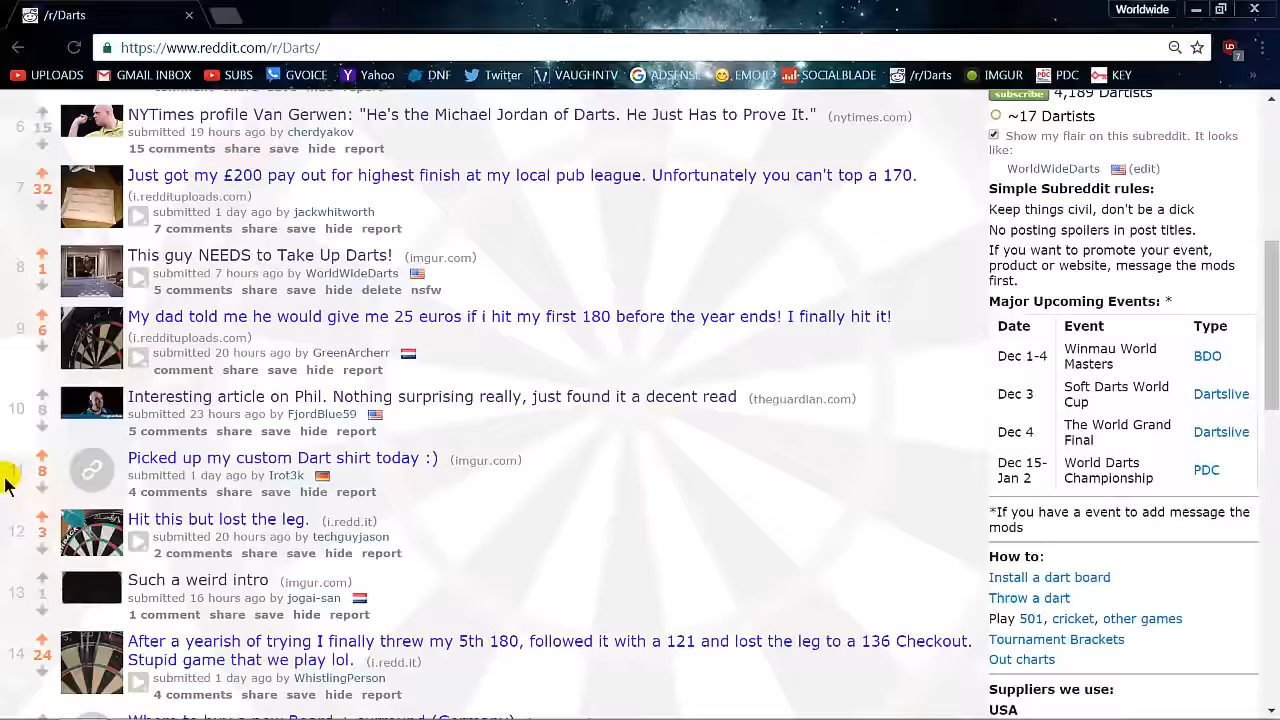 /r/Darts
Worldwide
https://www.reddit.com/r/Darts/
UPLOADS GMAIL INBOX SUBS GVOICE Yahoo DNF Twitter VAUGHNTV ADSENSE EMOJI SOCIALBLADE /r/Darts IMGUR PDC KEY
6 15
NYTimes profile Van Gerwen: "He's the Michael Jordan of Darts. He Just Has to Prove It." (nytimes.com)
submitted 19 hours ago by cherdyakov
15 comments share save hide report
7 32
Just got my £200 pay out for highest finish at my local pub league. Unfortunately you can't top a 170.
(i.reddituploads.com)
submitted 1 day ago by jackwhitworth
7 comments share save hide report
8 1
This guy NEEDS to Take Up Darts! (imgur.com)
submitted 7 hours ago by WorldWideDarts
5 comments share save hide delete nsfw
9 6
My dad told me he would give me 25 euros if i hit my first 180 before the year ends! I finally hit it!
(i.reddituploads.com)
submitted 20 hours ago by GreenArcherr
comment share save hide report
10 8
Interesting article on Phil. Nothing surprising really, just found it a decent read (theguardian.com)
submitted 23 hours ago by FjordBlue59
5 comments share save hide report
8
Picked up my custom Dart shirt today :) (imgur.com)
submitted 1 day ago by Irot3k
4 comments share save hide report
12 3
Hit this but lost the leg. (i.redd.it)
submitted 20 hours ago by techguyjason
2 comments share save hide report
13 1
Such a weird intro (imgur.com)
submitted 16 hours ago by jogai-san
1 comment share save hide report
14 24
After a yearish of trying I finally threw my 5th 180, followed it with a 121 and lost the leg to a 136 Checkout.
Stupid game that we play lol. (i.redd.it)
submitted 1 day ago by WhistlingPerson
4 comments share save hide report
subscribe 4,189 Dartists
~17 Dartists
Show my flair on this subreddit. It looks
like:
WorldWideDarts (edit)
Simple Subreddit rules:
Keep things civil, don't be a dick
No posting spoilers in post titles.
If you want to promote your event,
product or website, message the mods
first.
Major Upcoming Events: *
Date Event Type
Dec 1-4 Winmau World
Masters BDO
Dec 3 Soft Darts World
Cup Dartslive
Dec 4 The World Grand
Final Dartslive
Dec 15-
Jan 2 World Darts
Championship PDC
*If you have a event to add message the
mods
How to:
Install a dart board
Throw a dart
Play 501, cricket, other games
Tournament Brackets
Out charts
Suppliers we use:
USA